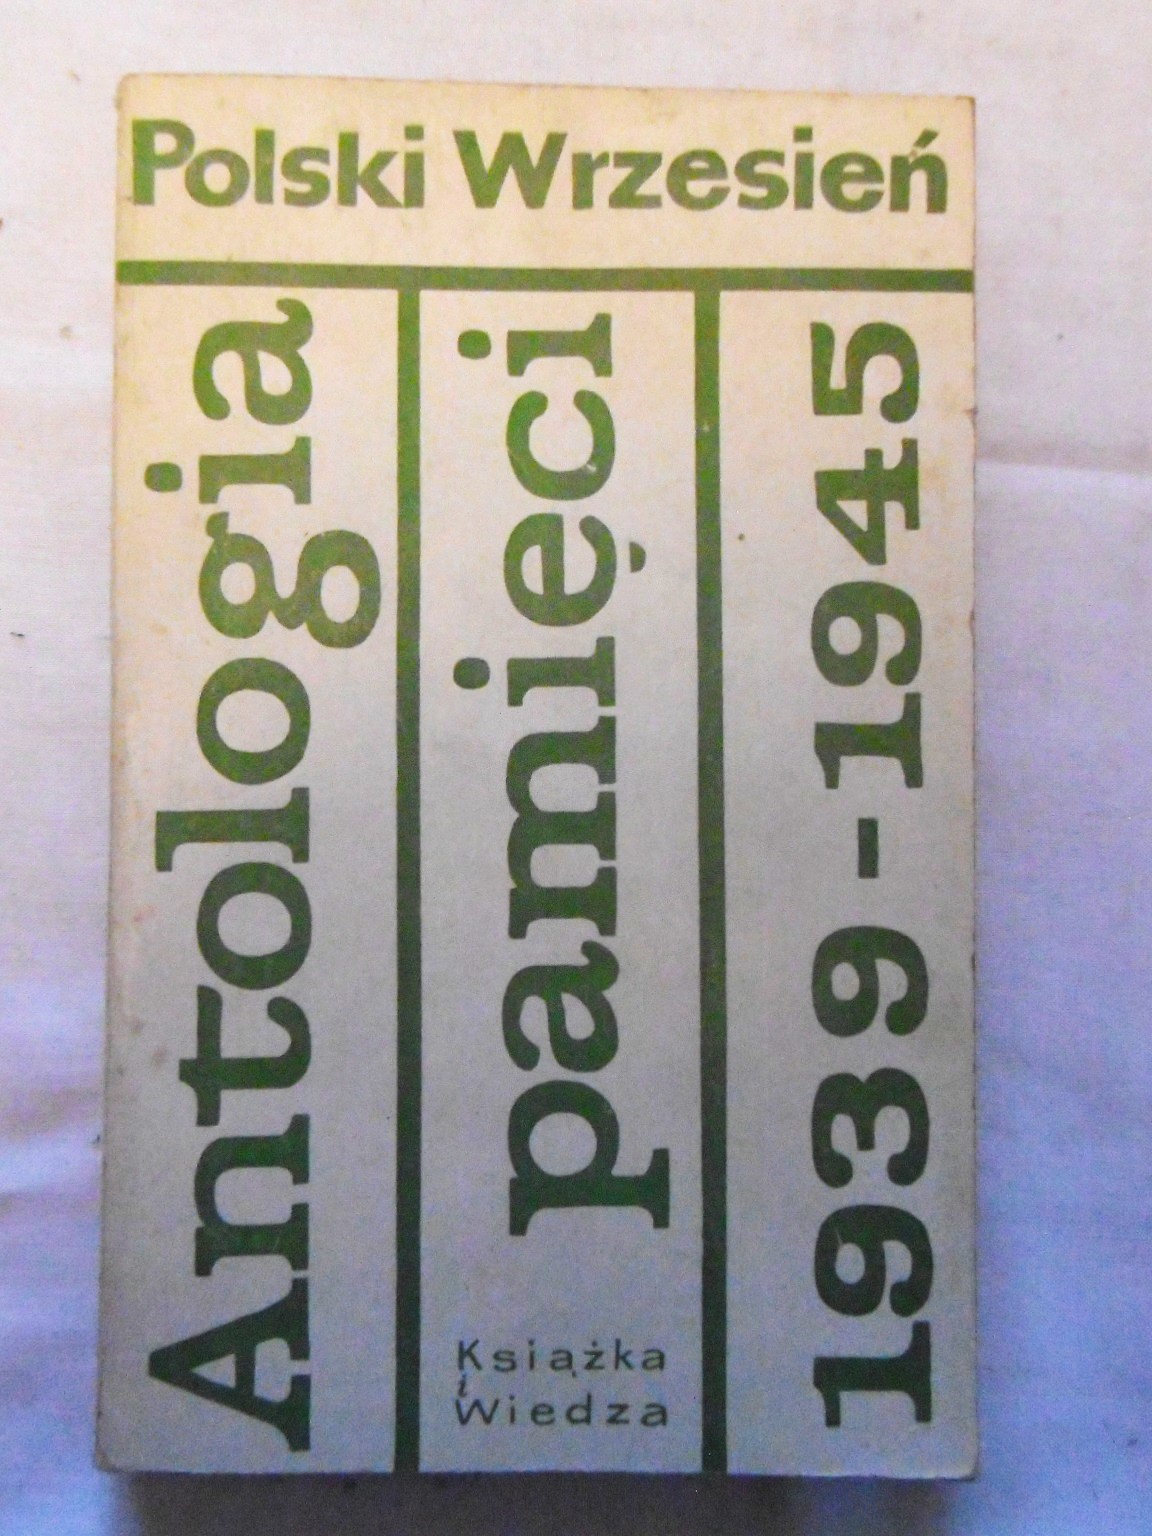 Polski Wrzesień
Antologia
pamięci
1939-1945
Książka
i
Wiedza